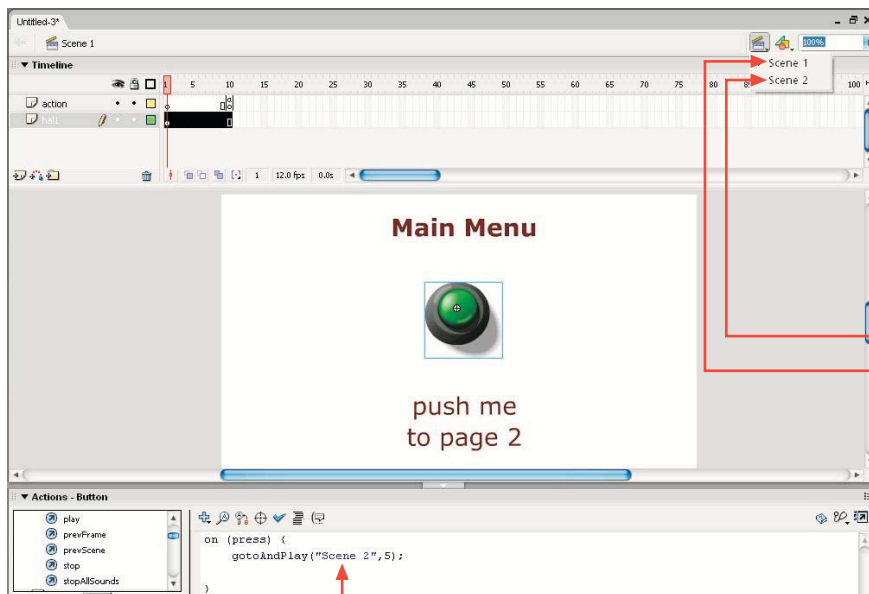 Untitled-3*
Scene 1
100%
Timeline
Scene 1
Scene 2
1 5 10 15 20 25 30 35 40 45 50 55 60 65 70 75 80 100
action
halt
1 12.0 fps 0.0s
Main Menu
push me
to page 2
Actions - Button
play
prevFrame
prevScene
stop
stopAllSounds
on (press) {
gotoAndPlay("Scene 2",5);
}